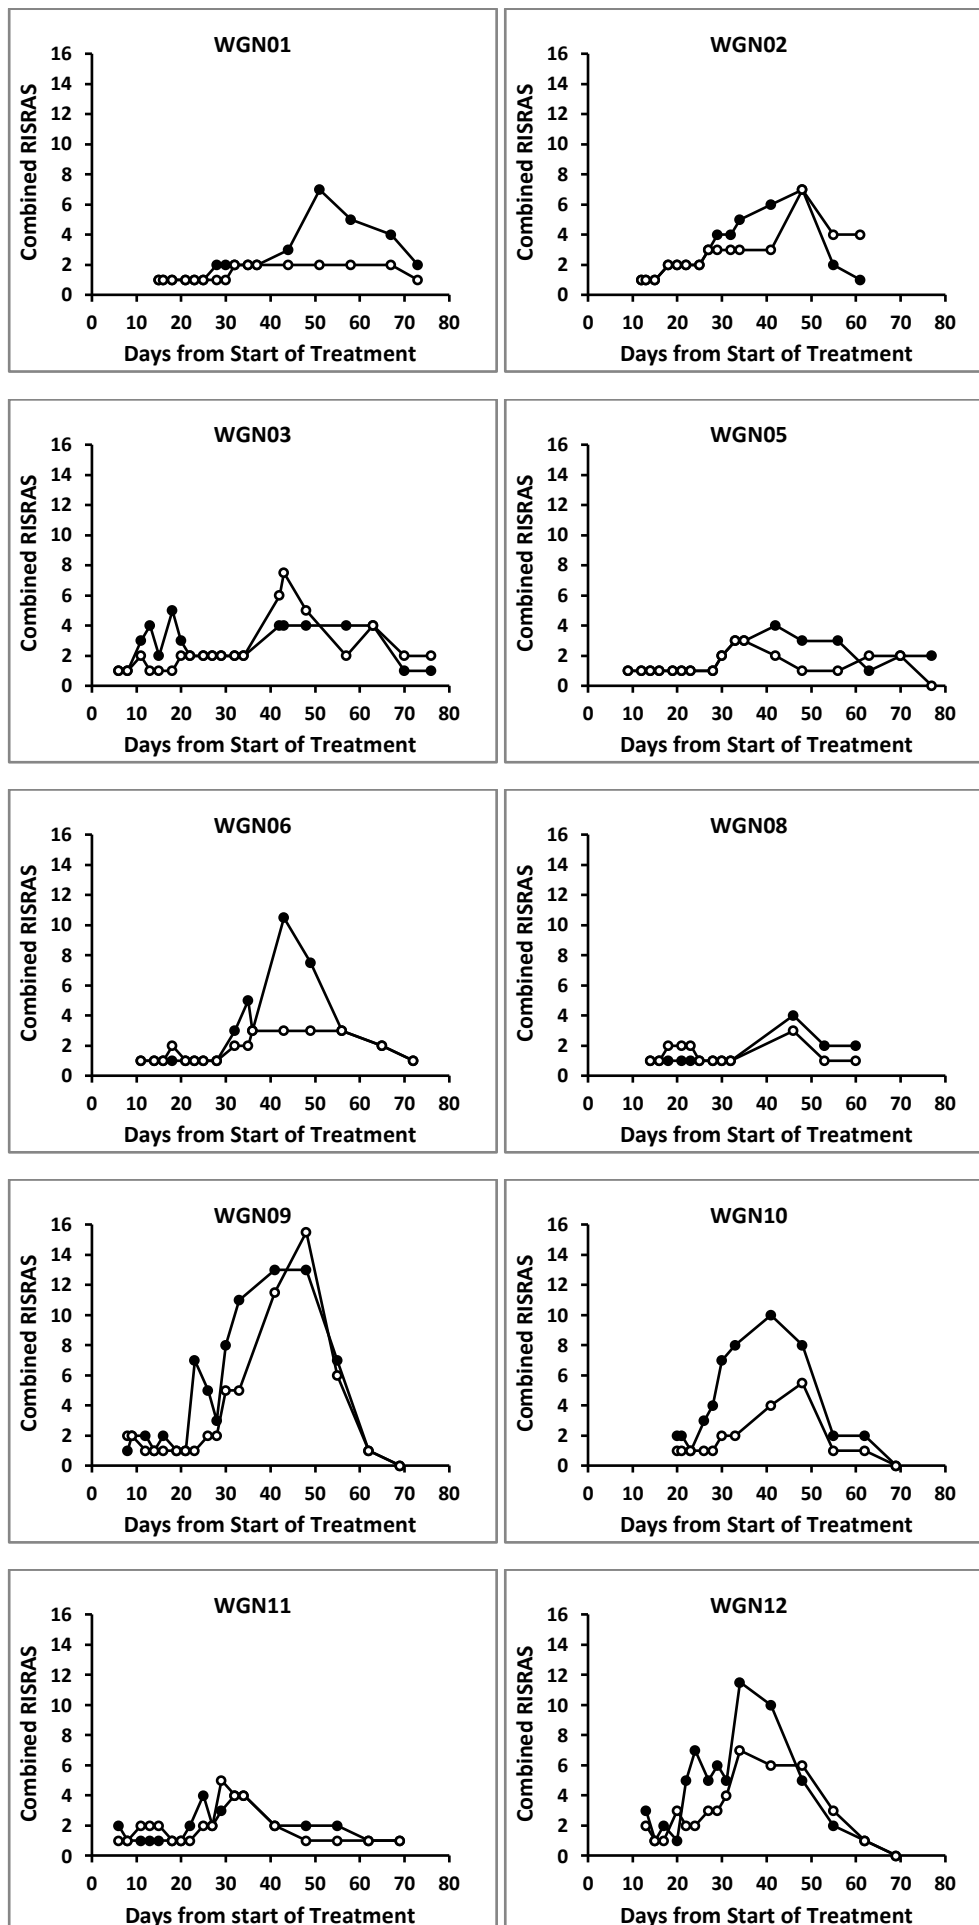 WGN01
Combined RISRAS
16
14
12
10
8
6
4
2
0
0 10 20 30 40 50 60 70 80
Days from Start of Treatment
WGN02
Combined RISRAS
16
14
12
10
8
6
4
2
0
0 10 20 30 40 50 60 70 80
Days from Start of Treatment
WGN03
Combined RISRAS
16
14
12
10
8
6
4
2
0
0 10 20 30 40 50 60 70 80
Days from Start of Treatment
WGN05
Combined RISRAS
16
14
12
10
8
6
4
2
0
0 10 20 30 40 50 60 70 80
Days from Start of Treatment
WGN06
Combined RISRAS
16
14
12
10
8
6
4
2
0
0 10 20 30 40 50 60 70 80
Days from Start of Treatment
WGN08
Combined RISRAS
16
14
12
10
8
6
4
2
0
0 10 20 30 40 50 60 70 80
Days from Start of Treatment
WGN09
Combined RISRAS
16
14
12
10
8
6
4
2
0
0 10 20 30 40 50 60 70 80
Days from Start of Treatment
WGN10
Combined RISRAS
16
14
12
10
8
6
4
2
0
0 10 20 30 40 50 60 70 80
Days from Start of Treatment
WGN11
Combined RISRAS
16
14
12
10
8
6
4
2
0
0 10 20 30 40 50 60 70 80
Days from start of Treatment
WGN12
Combined RISRAS
16
14
12
10
8
6
4
2
0
0 10 20 30 40 50 60 70 80
Days from Start of Treatment